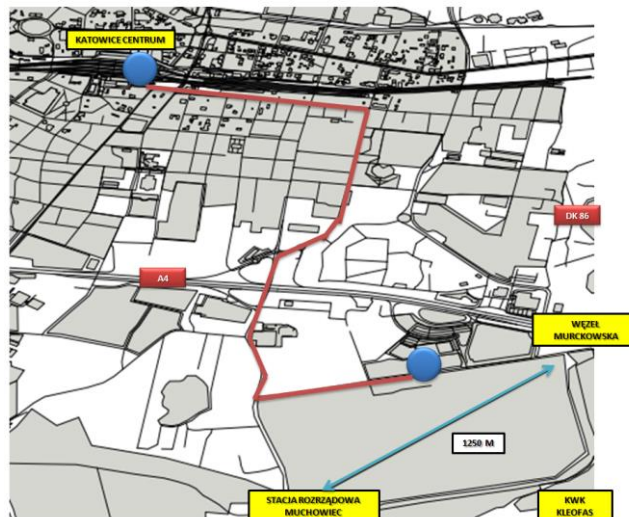 KATOWICE CENTRUM
DK 86
A4
WĘZEŁ
MURCKOWSKA
1250 M
STACJA ROZRZĄDOWA
MUCHOWIEC
KWK
KLEOFAS